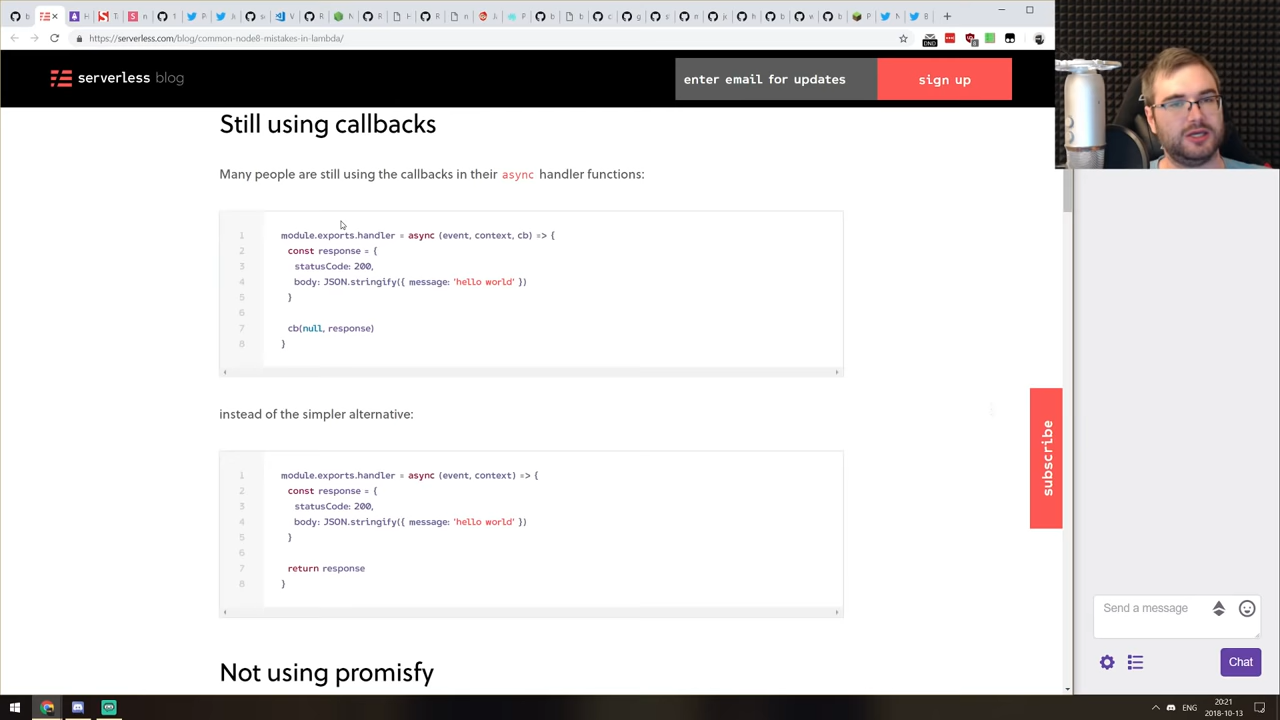 https://serverless.com/blog/common-node8-mistakes-in-lambda/
serverless blog
enter email for updates
sign up
Still using callbacks
Many people are still using the callbacks in their async handler functions:
1 module.exports.handler = async (event, context, cb) => {
2 const response = {
3 statusCode: 200,
4 body: JSON.stringify({ message: 'hello world' })
5 }
6
7 cb(null, response)
8 }
instead of the simpler alternative:
1 module.exports.handler = async (event, context) => {
2 const response = {
3 statusCode: 200,
4 body: JSON.stringify({ message: 'hello world' })
5 }
6
7 return response
8 }
Not using promisfy
subscribe
Send a message
Chat
ENG
20:21
2018-10-13